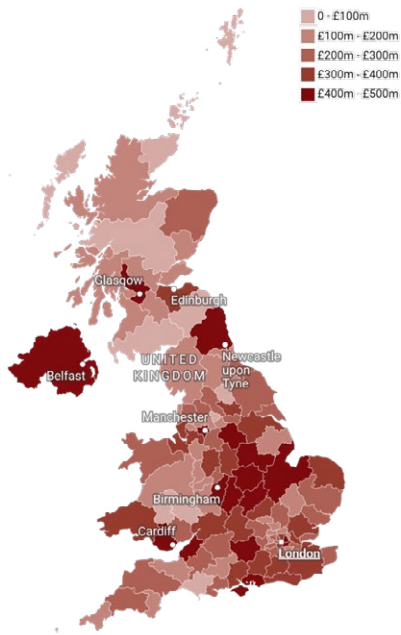 0 - £100m
£100m - £200m
£200m - £300m
£300m - £400m
£400m - £500m
Glasgow
Edinburgh
UNITED
KINGDOM
Newcastle
upon
Tyne
Belfast
Manchester
Birmingham
Cardiff
London